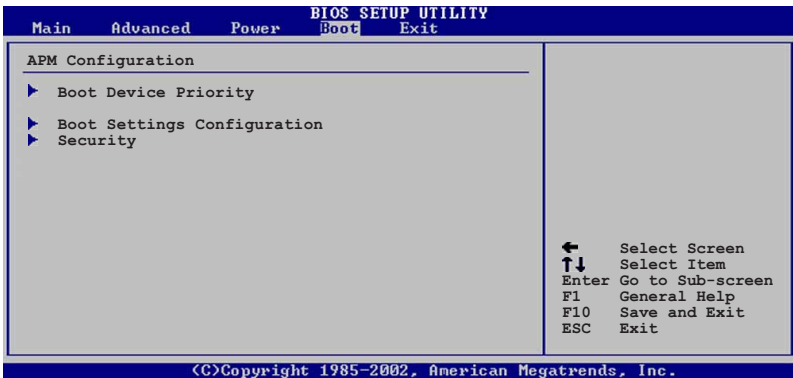 BIOS SETUP UTILITY
Main Advanced Power Boot Exit
APM Configuration
Boot Device Priority
Boot Settings Configuration
Security
← Select Screen
↑↓ Select Item
Enter Go to Sub-screen
F1 General Help
F10 Save and Exit
ESC Exit
(C)Copyright 1985-2002, American Megatrends, Inc.